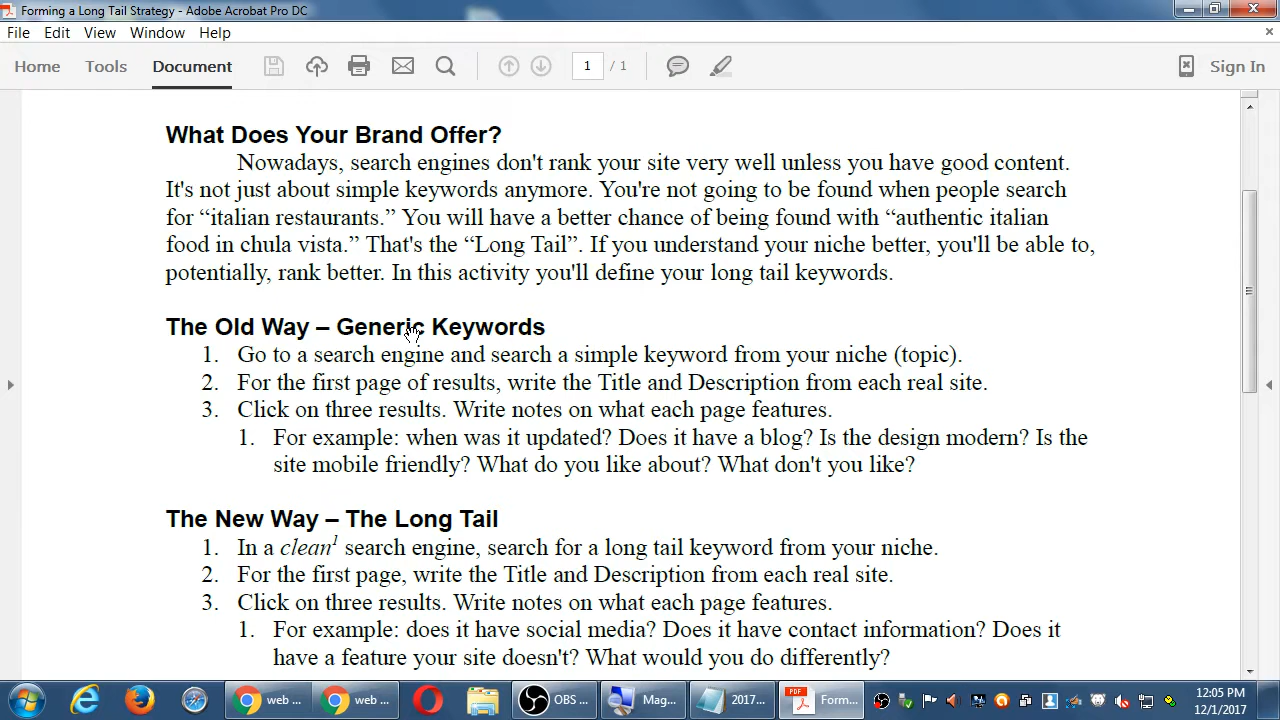 Forming a Long Tail Strategy - Adobe Acrobat Pro DC
File Edit View Window Help
Home Tools Document 1 / 1 Sign In
What Does Your Brand Offer?
Nowadays, search engines don't rank your site very well unless you have good content.
It's not just about simple keywords anymore. You're not going to be found when people search
for “italian restaurants.” You will have a better chance of being found with “authentic italian
food in chula vista.” That's the “Long Tail”. If you understand your niche better, you'll be able to,
potentially, rank better. In this activity you'll define your long tail keywords.
The Old Way – Generic Keywords
1. Go to a search engine and search a simple keyword from your niche (topic).
2. For the first page of results, write the Title and Description from each real site.
3. Click on three results. Write notes on what each page features.
1. For example: when was it updated? Does it have a blog? Is the design modern? Is the
site mobile friendly? What do you like about? What don't you like?
The New Way – The Long Tail
1. In a clean1 search engine, search for a long tail keyword from your niche.
2. For the first page, write the Title and Description from each real site.
3. Click on three results. Write notes on what each page features.
1. For example: does it have social media? Does it have contact information? Does it
have a feature your site doesn't? What would you do differently?
web ... web ... OBS ... Mag... 2017... PDF Form... 12:05 PM
12/1/2017